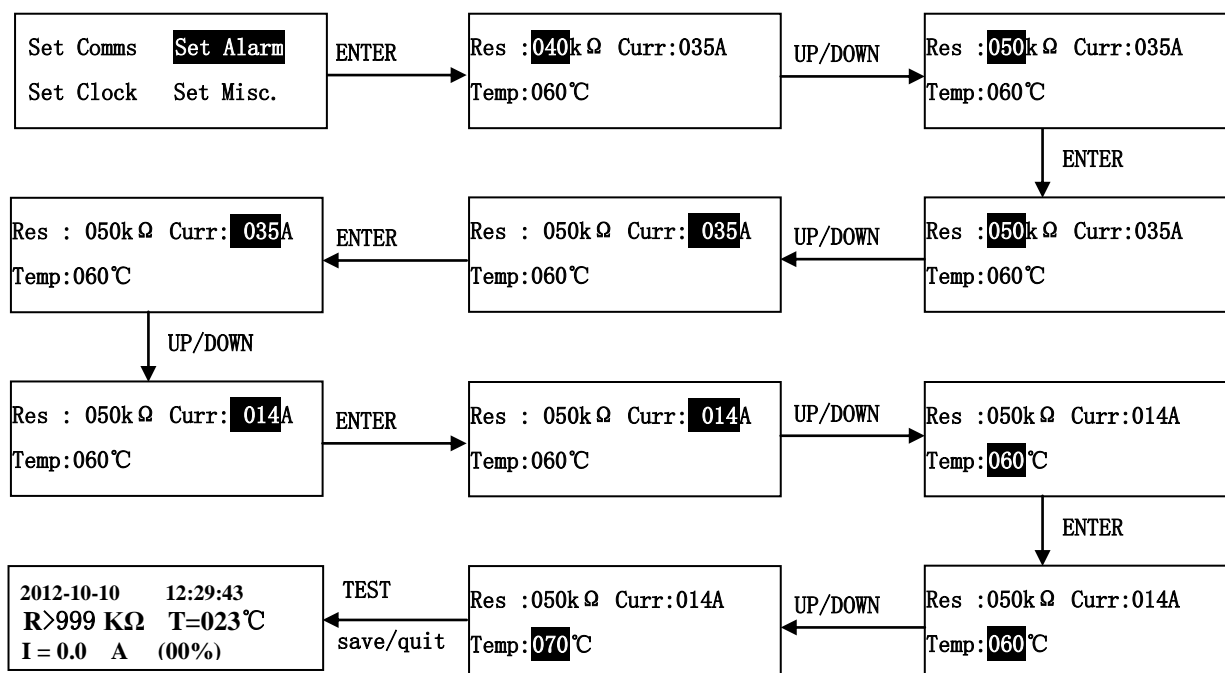 Set Comms Set Alarm
Set Clock Set Misc.
ENTER
Res :040kΩ Curr:035A
Temp:060℃
UP/DOWN
Res :050kΩ Curr:035A
Temp:060℃
ENTER
Res :050kΩ Curr:035A
Temp:060℃
UP/DOWN
Res : 050kΩ Curr: 035A
Temp:060℃
ENTER
Res : 050kΩ Curr: 035A
Temp:060℃
UP/DOWN
Res : 050kΩ Curr: 014A
Temp:060℃
ENTER
Res : 050kΩ Curr: 014A
Temp:060℃
UP/DOWN
Res :050kΩ Curr:014A
Temp:060℃
ENTER
Res :050kΩ Curr:014A
Temp:060℃
UP/DOWN
Res :050kΩ Curr:014A
Temp:070℃
TEST
save/quit
2012-10-10 12:29:43
R>999 KΩ T=023℃
I = 0.0 A (00%)